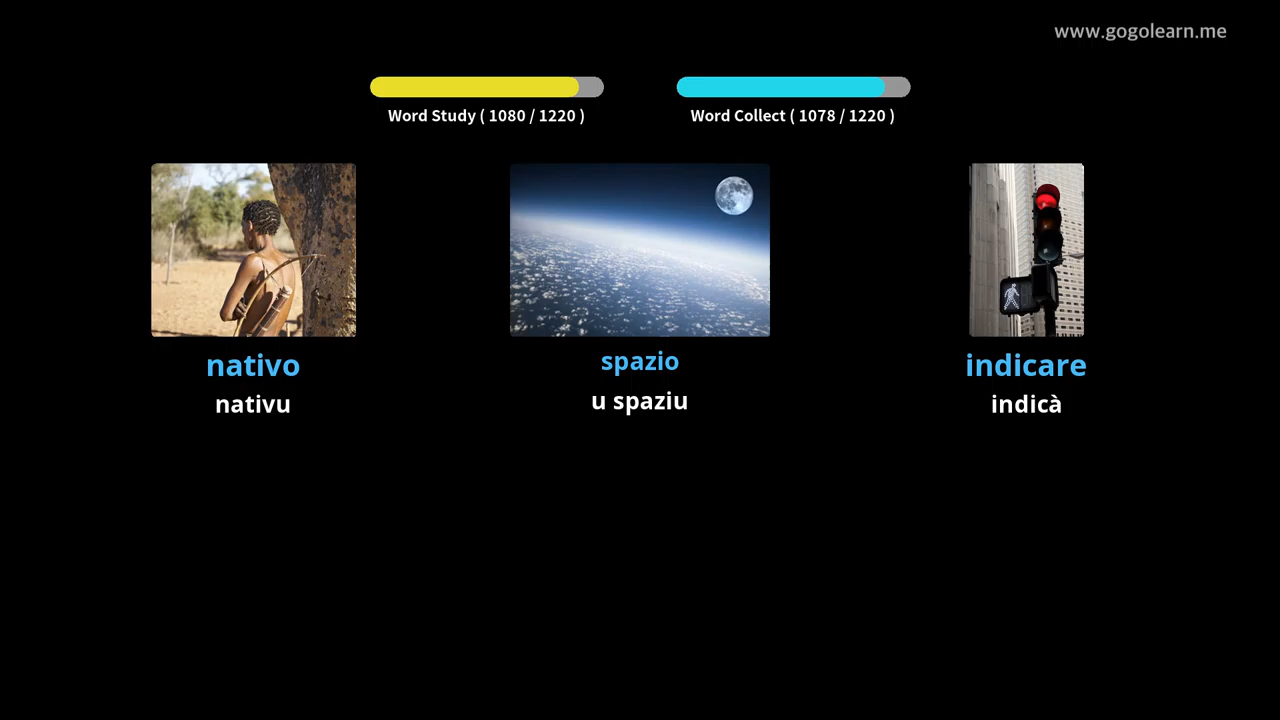 www.gogolearn.me
Word Study ( 1080 / 1220 )
Word Collect ( 1078 / 1220 )
nativo
nativu
spazio
u spaziu
indicare
indicà